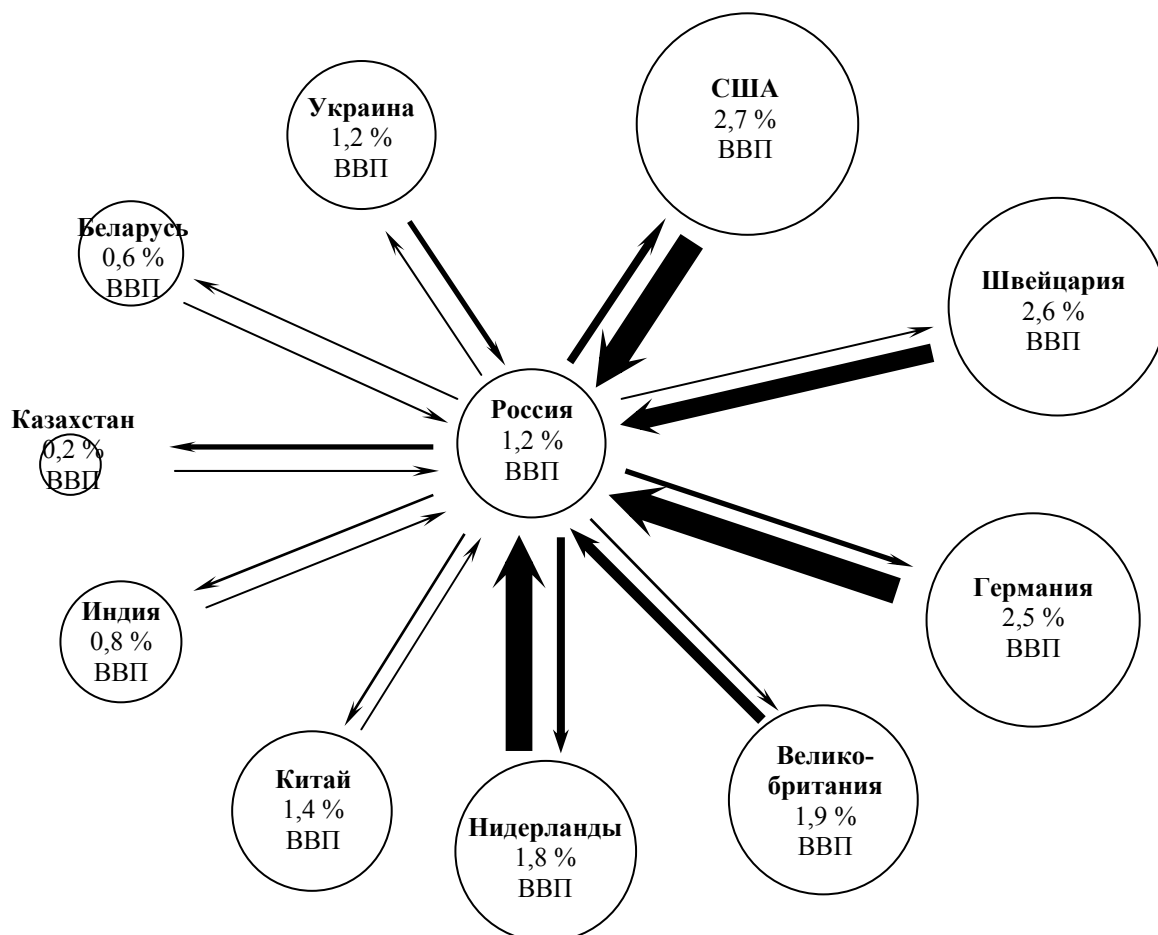 США
2,7 %
ВВП
Украина
1,2 %
ВВП
Беларусь
0,6 %
ВВП
Швейцария
2,6 %
ВВП
Казахстан
0,2 %
ВВП
Россия
1,2 %
ВВП
Германия
2,5 %
ВВП
Индия
0,8 %
ВВП
Китай
1,4 %
ВВП
Нидерланды
1,8 %
ВВП
Велико-
британия
1,9 %
ВВП